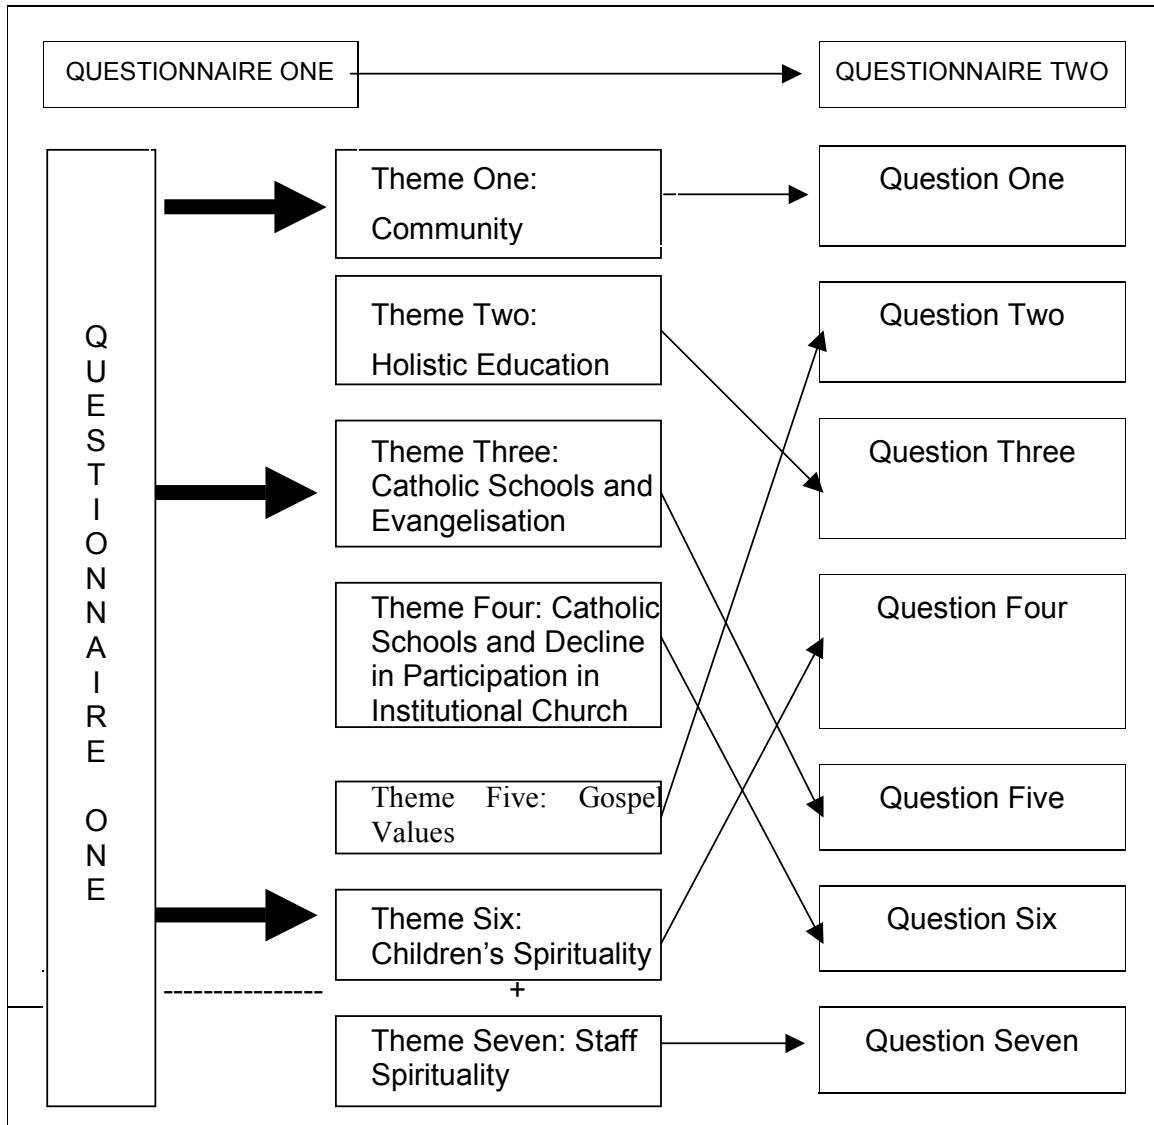 QUESTIONNAIRE ONE
QUESTIONNAIRE TWO
Q
U
E
S
T
I
O
N
N
A
I
R
E
O
N
E
Theme One:
Community
Question One
Theme Two:
Holistic Education
Question Two
Theme Three:
Catholic Schools and
Evangelisation
Question Three
Theme Four: Catholic
Schools and Decline
in Participation in
Institutional Church
Question Four
Theme Five: Gospel
Values
Question Five
Theme Six:
Children's Spirituality
Question Six
+
Theme Seven: Staff
Spirituality
Question Seven